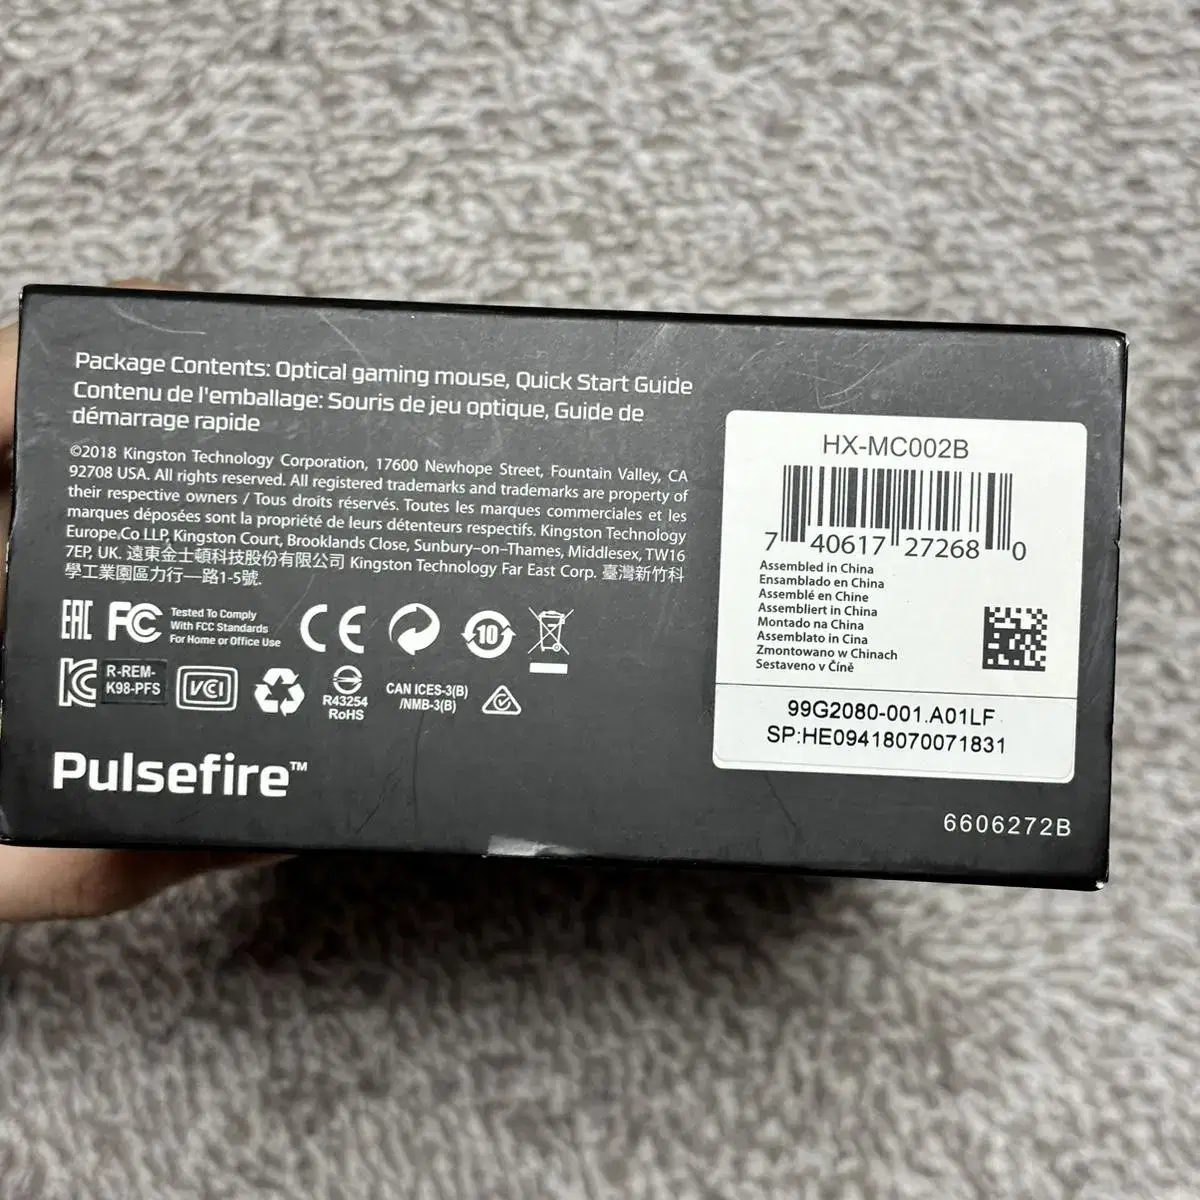 Package Contents: Optical gaming mouse, Quick Start Guide
Contenu de l'emballage: Souris de jeu optique, Guide de
démarrage rapide
©2018 Kingston Technology Corporation, 17600 Newhope Street, Fountain Valley, CA
92708 USA. All rights reserved. All registered trademarks and trademarks are property of
their respective owners / Tous droits réservés. Toutes les marques commerciales et les
marques déposées sont la propriété de leurs détenteurs respectifs. Kingston Technology
Europe Co LLP, Kingston Court, Brooklands Close, Sunbury-on-Thames, Middlesex, TW16
7EP, UK. 遠東金士頓科技股份有限公司 Kingston Technology Far East Corp. 臺灣新竹科
學工業園區力行一路1-5號.
EAC FC Tested To Comply
With FCC Standards
For Home or Office Use
CE
10
R-REM-
K98-PFS
VCI
R43254
RoHS
CAN ICES-3(B)
/NMB-3(B)
Pulsefire™
HX-MC002B
7 40617 27268 0
Assembled in China
Ensamblado en China
Assemblé en Chine
Assembliert in China
Montado na China
Assemblato in Cina
Zmontowano w Chinach
Sestaveno v Číně
99G2080-001.A01LF
SP:HE09418070071831
6606272B